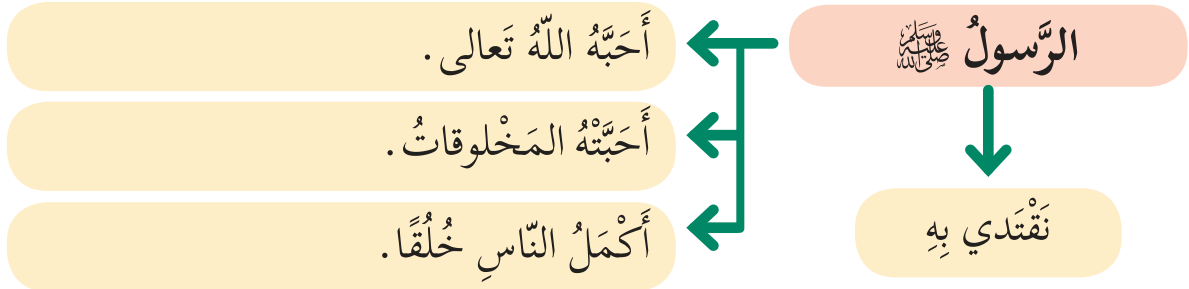 الرَّسولُ ﷺ
أَحَبَّهُ اللّهُ تَعالى.
أَحَبَّتْهُ المَخْلوقاتُ.
أَكْمَلُ النّاسِ خُلُقًا.
نَقْتَدي بِهِ